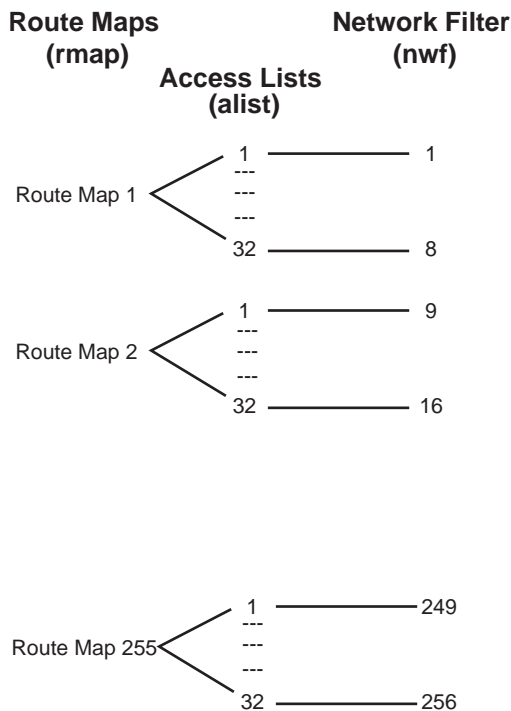 Route Maps
(rmap)
Network Filter
(nwf)
Access Lists
(alist)
1
1
---
Route Map 1
---
---
32
8
1
9
---
Route Map 2
---
---
32
16
1
249
---
Route Map 255
---
---
32
256